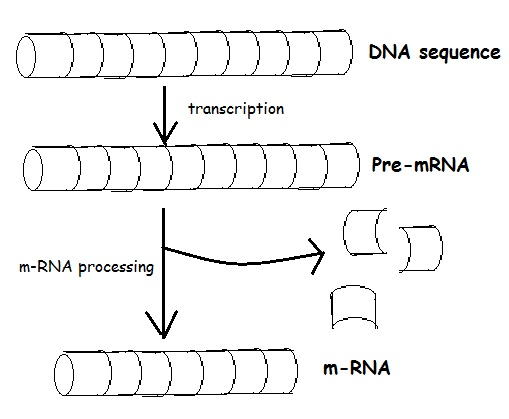 DNA sequence
transcription
Pre-mRNA
m-RNA processing
m-RNA